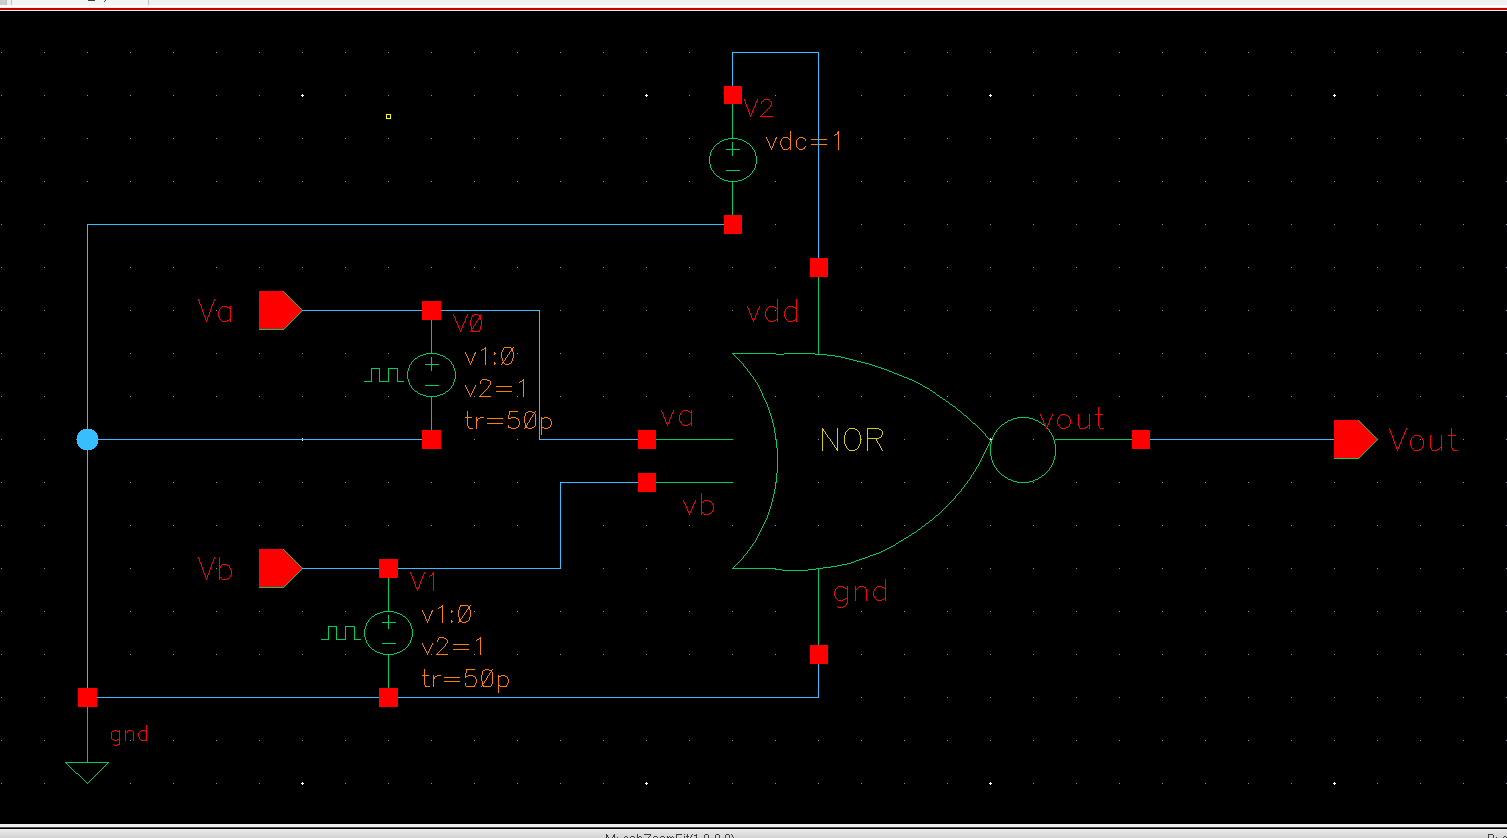 V2
vdc=1
Va
V0
v1:0
v2=1
tr=50p
vdd
va
NOR
vout
Vout
vb
Vb
V1
v1:0
v2=1
tr=50p
gnd
gnd